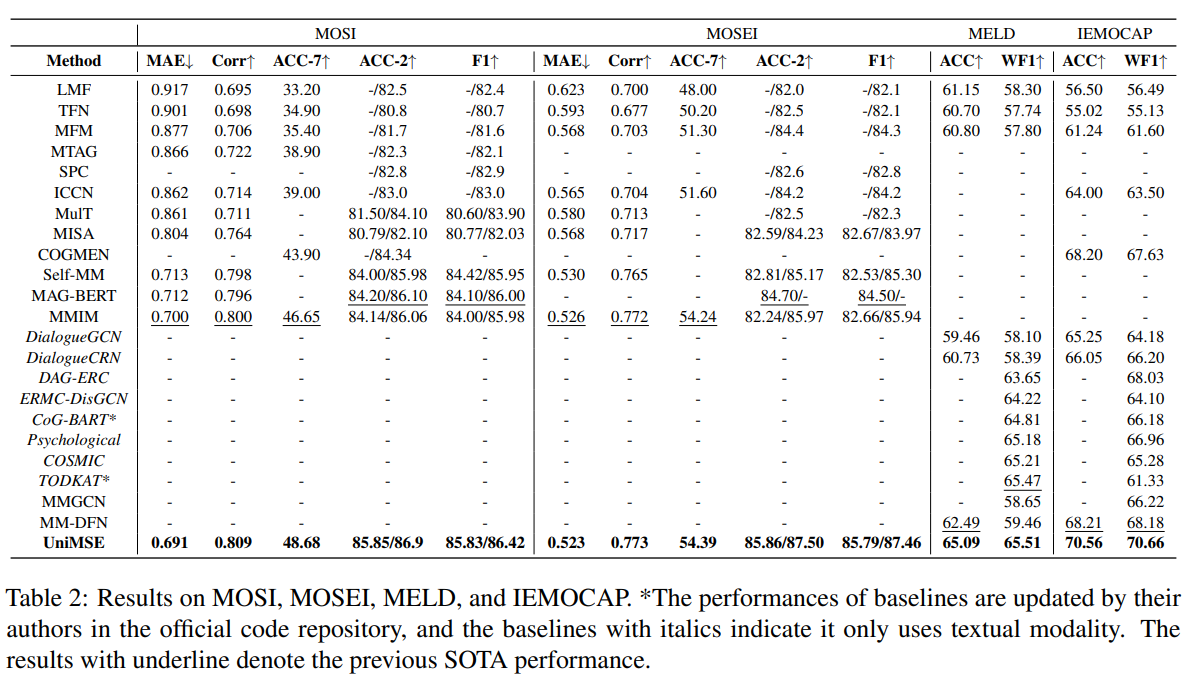 MOSI MOSEI MELD IEMOCAP
Method MAE↓ Corr↑ ACC-7↑ ACC-2↑ F1↑ MAE↓ Corr↑ ACC-7↑ ACC-2↑ F1↑ ACC↑ WF1↑ ACC↑ WF1↑
LMF 0.917 0.695 33.20 -/82.5 -/82.4 0.623 0.700 48.00 -/82.0 -/82.1 61.15 58.30 56.50 56.49
TFN 0.901 0.698 34.90 -/80.8 -/80.7 0.593 0.677 50.20 -/82.5 -/82.1 60.70 57.74 55.02 55.13
MFM 0.877 0.706 35.40 -/81.7 -/81.6 0.568 0.703 51.30 -/84.4 -/84.3 60.80 57.80 61.24 61.60
MTAG 0.866 0.722 38.90 -/82.3 -/82.1 - - - - - - - - -
SPC - - - -/82.8 -/82.9 - - - -/82.6 -/82.8 - - - -
ICCN 0.862 0.714 39.00 -/83.0 -/83.0 0.565 0.704 51.60 -/84.2 -/84.2 - - 64.00 63.50
MulT 0.861 0.711 - 81.50/84.10 80.60/83.90 0.580 0.713 - -/82.5 -/82.3 - - - -
MISA 0.804 0.764 - 80.79/82.10 80.77/82.03 0.568 0.717 - 82.59/84.23 82.67/83.97 - - - -
COGMEN - - 43.90 -/84.34 - - - - - - - - 68.20 67.63
Self-MM 0.713 0.798 - 84.00/85.98 84.42/85.95 0.530 0.765 - 82.81/85.17 82.53/85.30 - - - -
MAG-BERT 0.712 0.796 - 84.20/86.10 84.10/86.00 - - - 84.70/- 84.50/- - - - -
MMIM 0.700 0.800 46.65 84.14/86.06 84.00/85.98 0.526 0.772 54.24 82.24/85.97 82.66/85.94 - - - -
DialogueGCN - - - - - - - - - - 59.46 58.10 65.25 64.18
DialogueCRN - - - - - - - - - - 60.73 58.39 66.05 66.20
DAG-ERC - - - - - - - - - - - 63.65 - 68.03
ERMC-DisGCN - - - - - - - - - - - 64.22 - 64.10
CoG-BART* - - - - - - - - - - - 64.81 - 66.18
Psychological - - - - - - - - - - - 65.18 - 66.96
COSMIC - - - - - - - - - - - 65.21 - 65.28
TODKAT* - - - - - - - - - - - 65.47 - 61.33
MMGCN - - - - - - - - - - - 58.65 - 66.22
MM-DFN - - - - - - - - - - 62.49 59.46 68.21 68.18
UniMSE 0.691 0.809 48.68 85.85/86.9 85.83/86.42 0.523 0.773 54.39 85.86/87.50 85.79/87.46 65.09 65.51 70.56 70.66
Table 2: Results on MOSI, MOSEI, MELD, and IEMOCAP. *The performances of baselines are updated by their
authors in the official code repository, and the baselines with italics indicate it only uses textual modality. The
results with underline denote the previous SOTA performance.